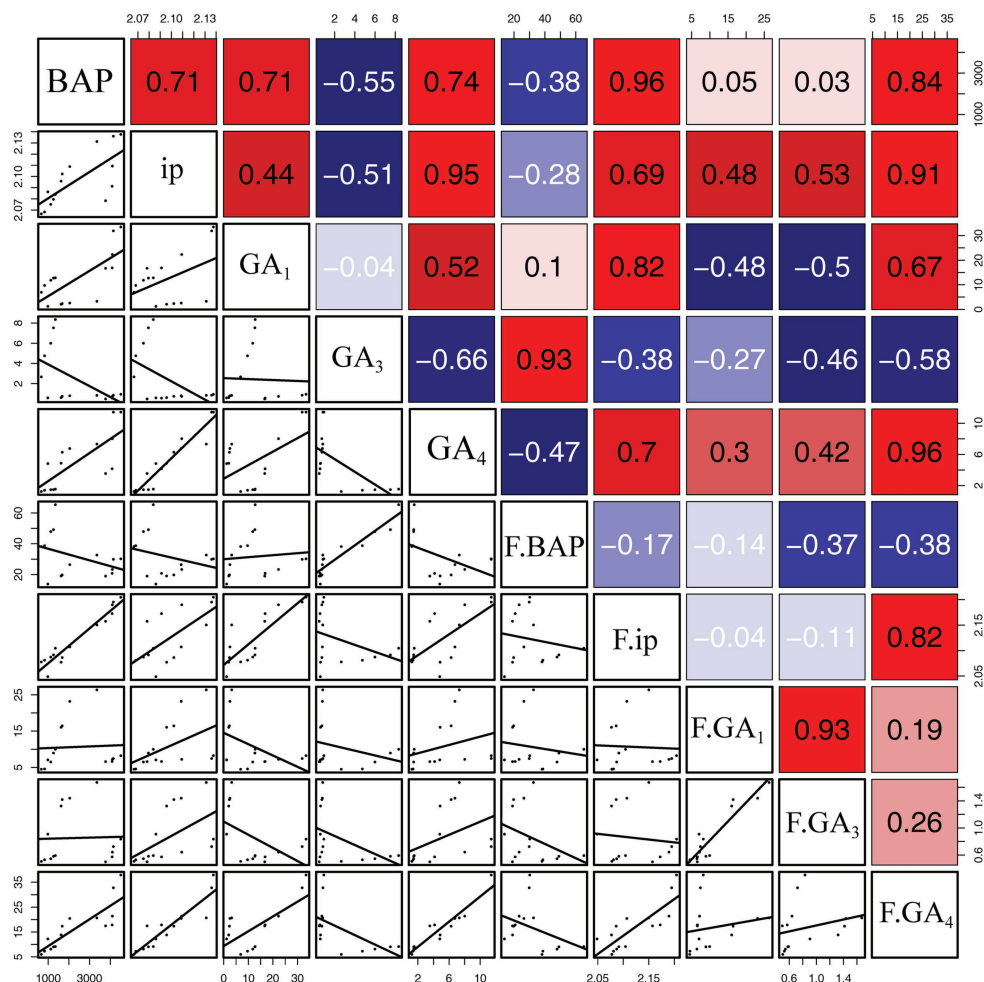 2.07 2.10 2.13 2 4 6 8 20 40 60 5 15 25 5 15 25 35
BAP 0.71 0.71 −0.55 0.74 −0.38 0.96 0.05 0.03 0.84 1000 3000
2.07 2.10 2.13 ip 0.44 −0.51 0.95 −0.28 0.69 0.48 0.53 0.91
GA₁ −0.04 0.52 0.1 0.82 −0.48 −0.5 0.67 0 10 20 30
2 4 6 8 GA₃ −0.66 0.93 −0.38 −0.27 −0.46 −0.58
GA₄ −0.47 0.7 0.3 0.42 0.96 2 6 10
20 40 60 F.BAP −0.17 −0.14 −0.37 −0.38
F.ip −0.04 −0.11 0.82 2.05 2.15
5 15 25 F.GA₁ 0.93 0.19
F.GA₃ 0.26 0.6 1.0 1.4
5 15 25 35 F.GA₄
1000 3000 0 10 20 30 2 6 10 2.05 2.15 0.6 1.0 1.4